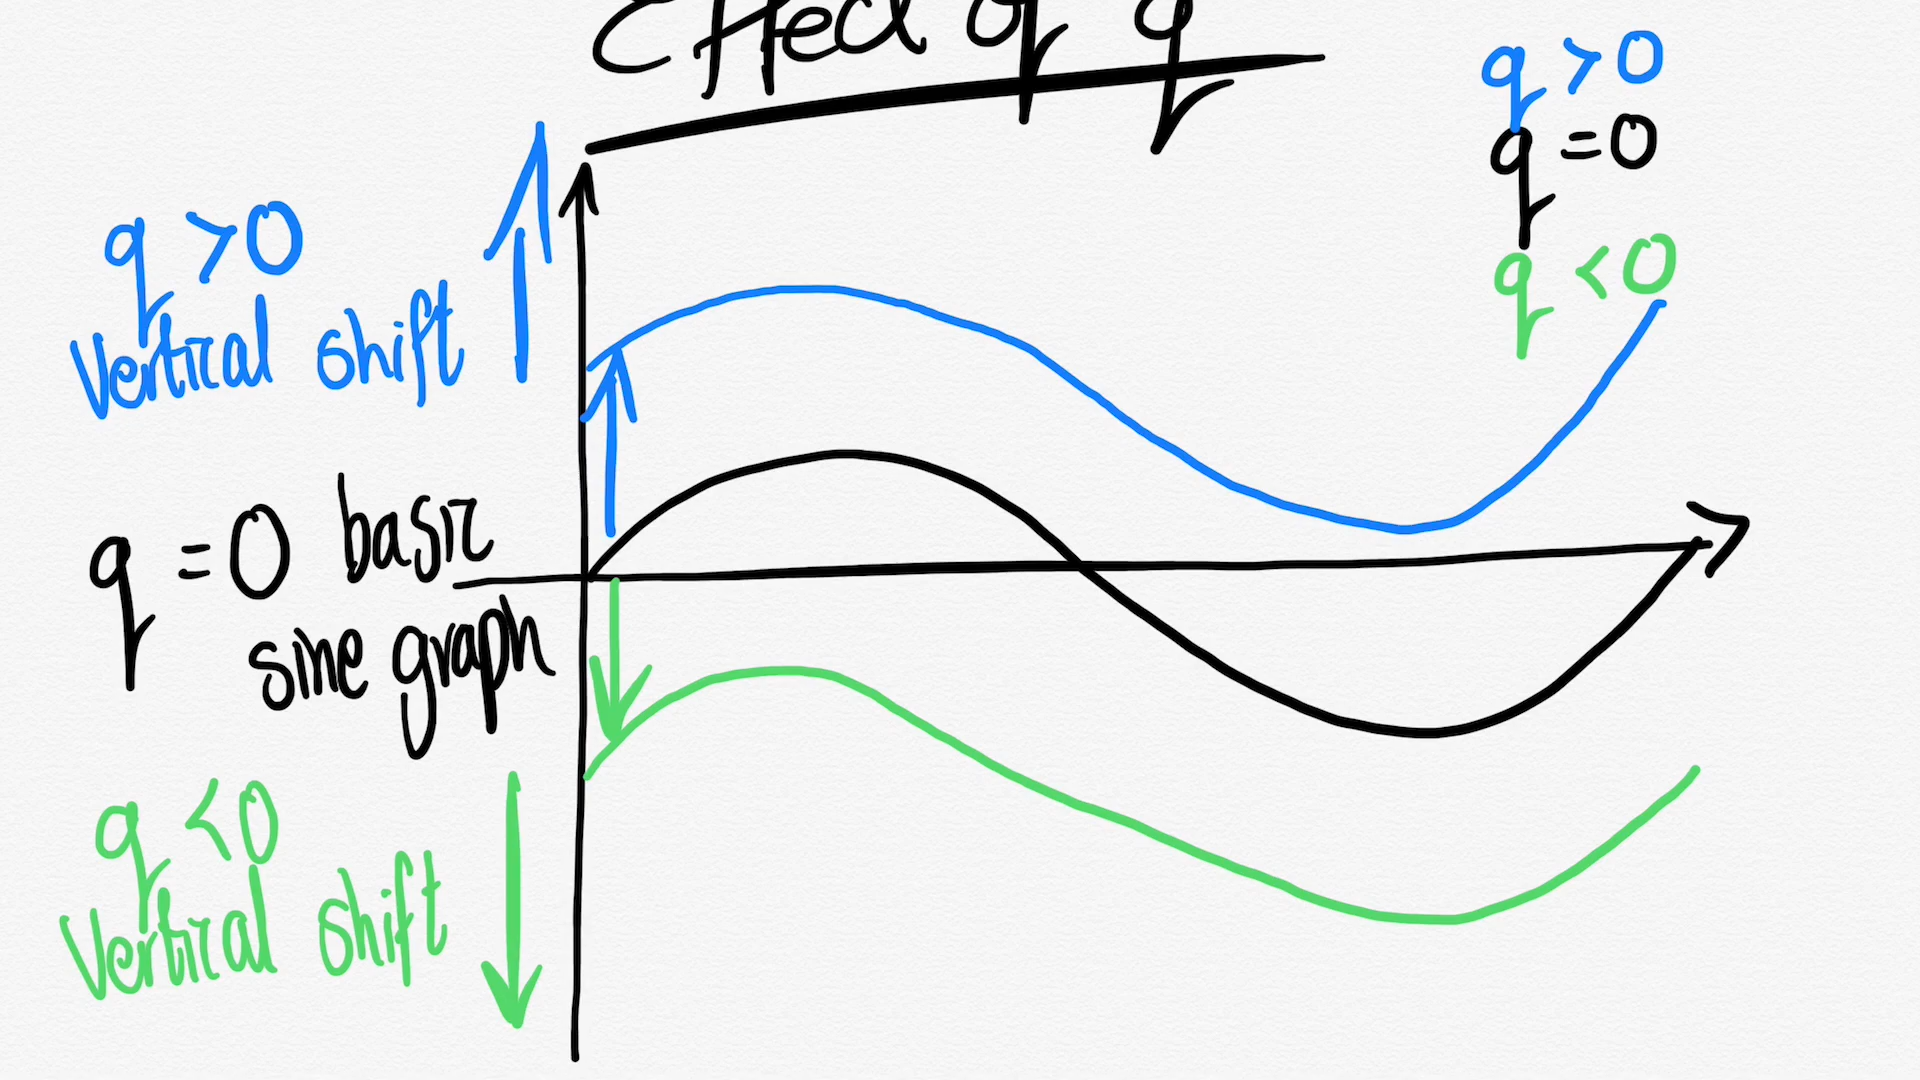 Effect of q
q > 0
q = 0
q < 0
q > 0
Vertical shift
q = 0 basic
sine graph
q < 0
Vertical shift